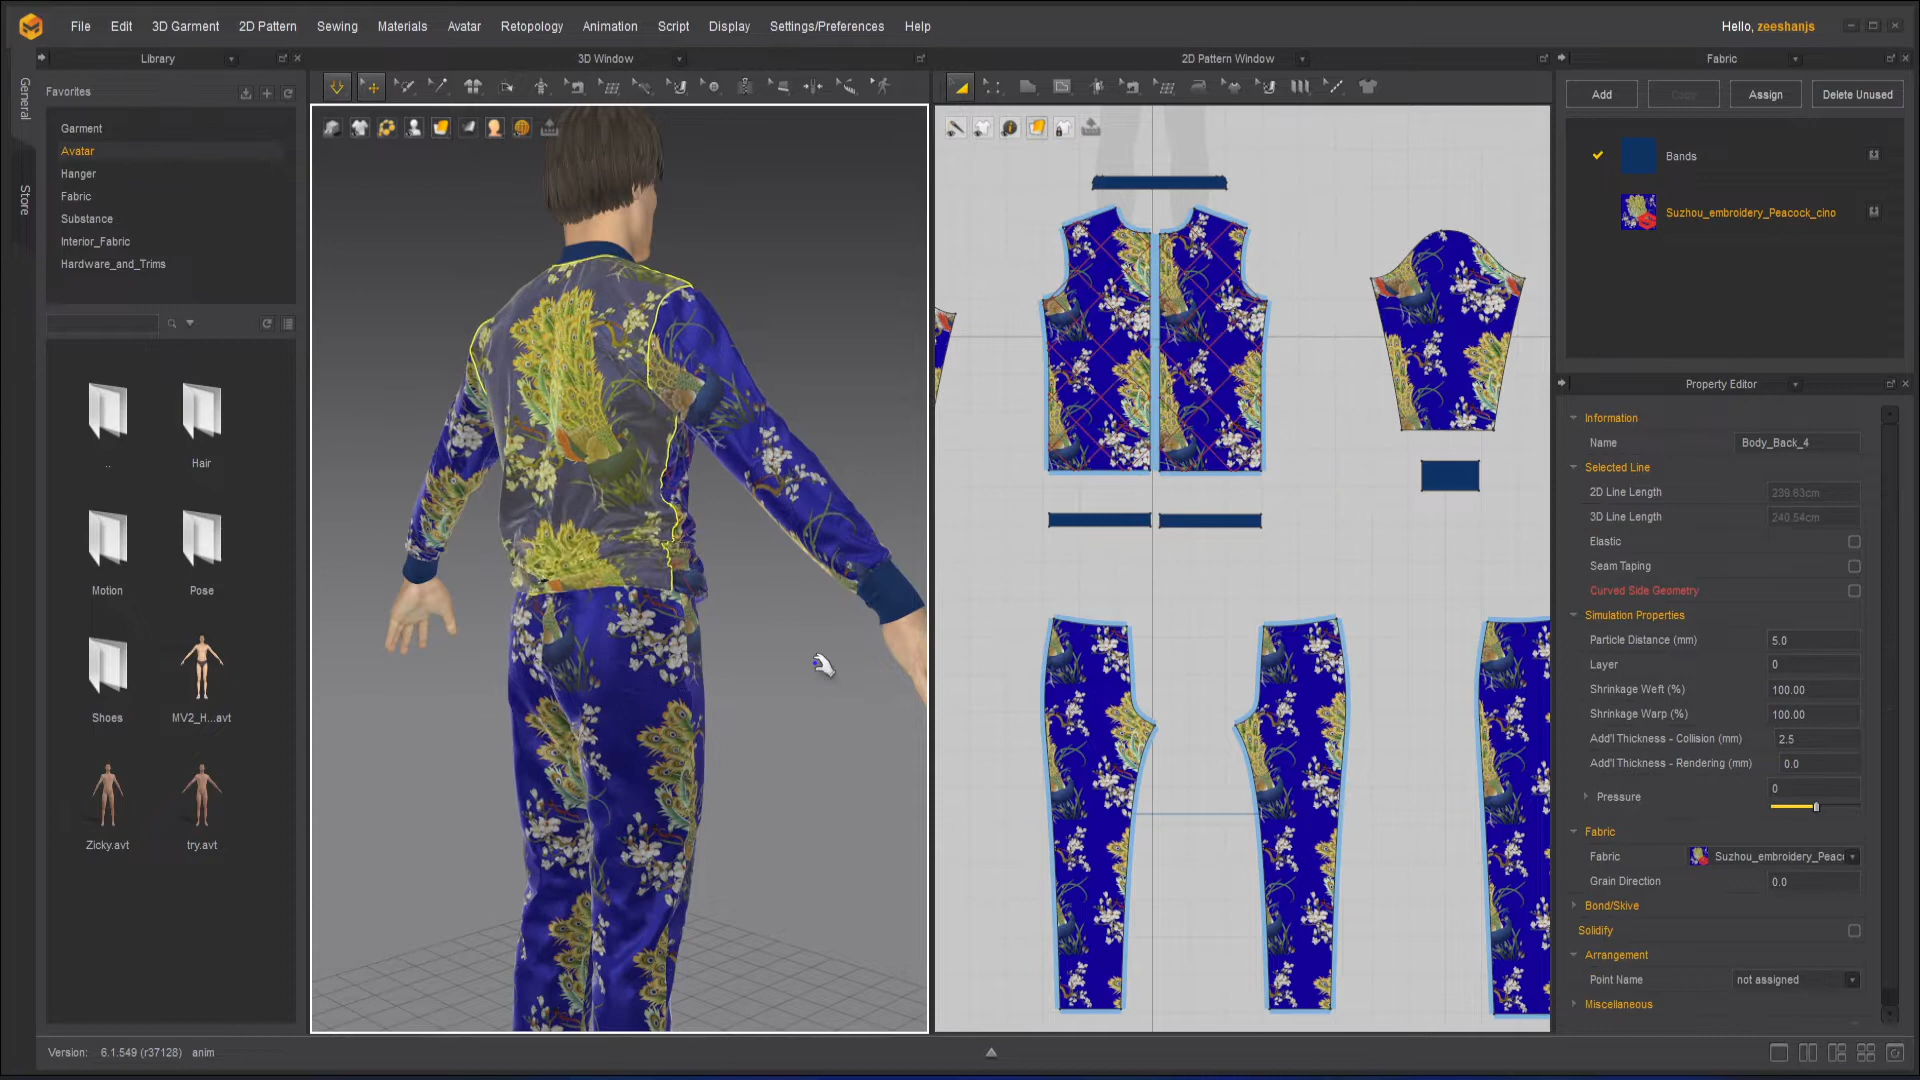 File Edit 3D Garment 2D Pattern Sewing Materials Avatar Retopology Animation Script Display Settings/Preferences Help
Hello, zeeshanjs
Library
3D Window
2D Pattern Window
Fabric
General
Store
Favorites
Garment
Avatar
Hanger
Fabric
Substance
Interior_Fabric
Hardware_and_Trims
..
Hair
Motion
Pose
Shoes
MV2_H...avt
Zicky.avt
try.avt
Add Copy Assign Delete Unused
Bands
Suzhou_embroidery_Peacock_cino
Property Editor
Information
Name Body_Back_4
Selected Line
2D Line Length 239.63cm
3D Line Length 240.54cm
Elastic
Seam Taping
Curved Side Geometry
Simulation Properties
Particle Distance (mm) 5.0
Layer 0
Shrinkage Weft (%) 100.00
Shrinkage Warp (%) 100.00
Add'l Thickness - Collision (mm) 2.5
Add'l Thickness - Rendering (mm) 0.0
Pressure 0
Fabric
Fabric Suzhou_embroidery_Peac
Grain Direction 0.0
Bond/Skive
Solidify
Arrangement
Point Name not assigned
Miscellaneous
Version: 6.1.549 (r37128) anim